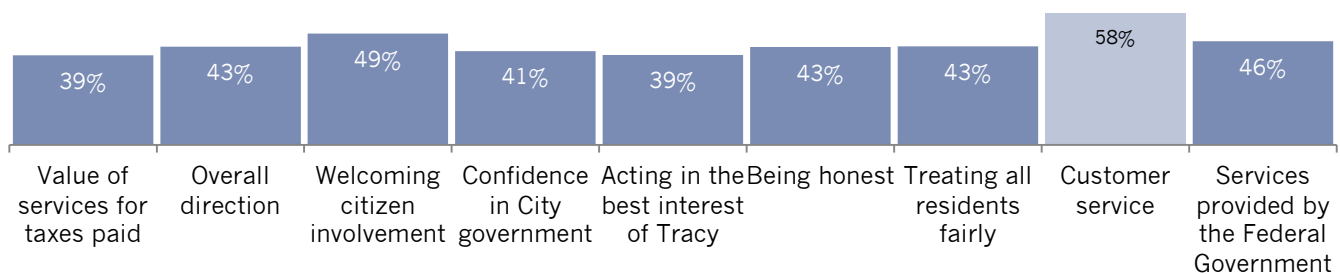 39%
43%
49%
41%
39%
43%
43%
58%
46%
Value of
services for
taxes paid
Overall
direction
Welcoming
citizen
involvement
Confidence
in City
government
Acting in the
best interest
of Tracy
Being honest
Treating all
residents
fairly
Customer
service
Services
provided by
the Federal
Government